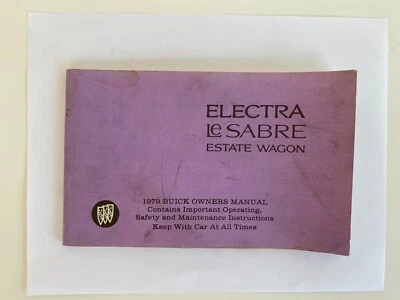 ELECTRA
LeSABRE
ESTATE WAGON
1979 BUICK OWNERS MANUAL
Contains Important Operating,
Safety and Maintenance Instructions
Keep With Car At All Times